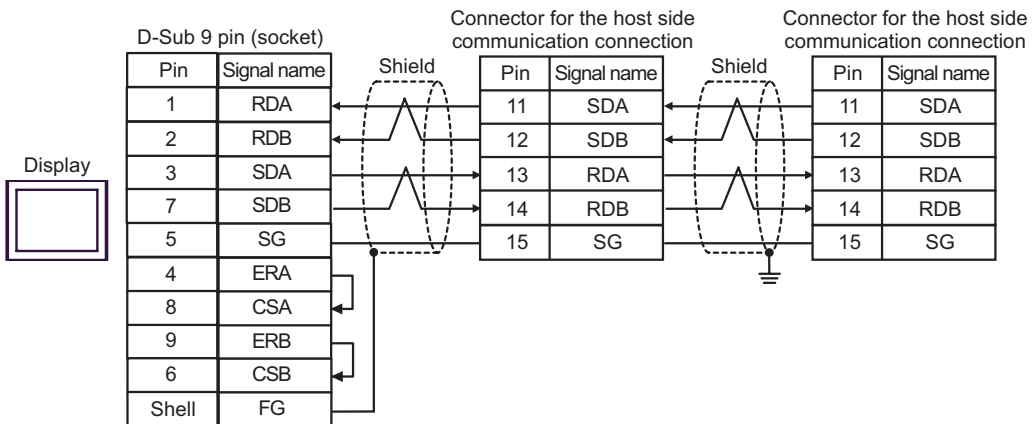 Connector for the host side
communication connection
Connector for the host side
communication connection
D-Sub 9 pin (socket)
Pin Signal name Shield Pin Signal name Shield Pin Signal name
1 RDA 11 SDA 11 SDA
2 RDB 12 SDB 12 SDB
Display
3 SDA 13 RDA 13 RDA
7 SDB 14 RDB 14 RDB
5 SG 15 SG 15 SG
4 ERA
8 CSA
9 ERB
6 CSB
Shell FG